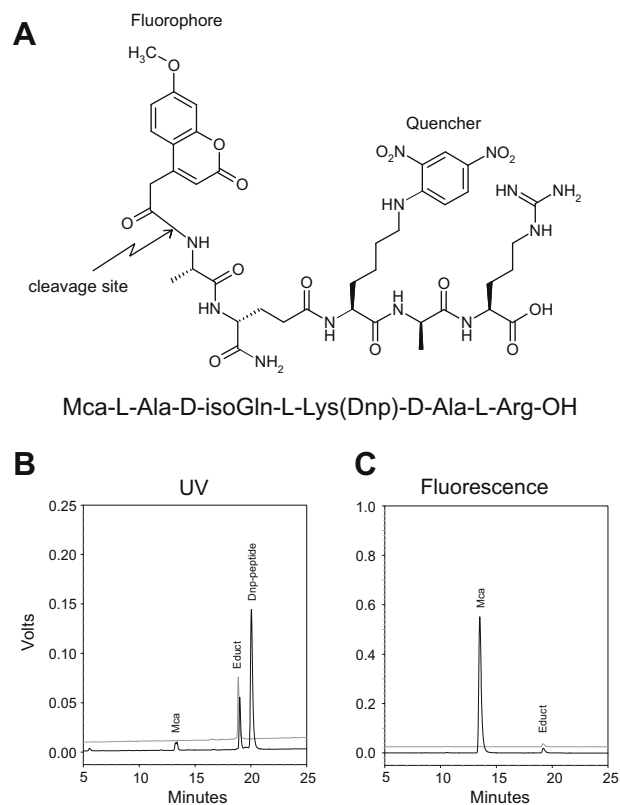 A
Fluorophore
H₃C
O
O
O
O
NH
cleavage site
O
HN
O
NH₂
O
N
H
Quencher
O₂N
NO₂
HN
O
H
N
O
N
H
HN
NH₂
NH
OH
O
Mca-L-Ala-D-isoGln-L-Lys(Dnp)-D-Ala-L-Arg-OH
B
UV
0.25
0.20
0.15
0.10
0.05
0.00
Volts
Mca
Educt
Dnp-peptide
5 10 15 20 25
Minutes
C
Fluorescence
1.0
0.8
0.6
0.4
0.2
0.0
Mca
Educt
5 10 15 20 25
Minutes